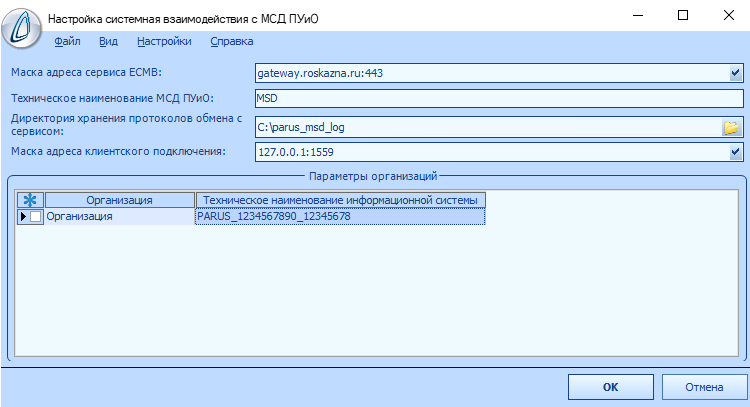 Настройка системная взаимодействия с МСД ПУиО
Файл Вид Настройки Справка
Маска адреса сервиса ЕСМВ: gateway.roskazna.ru:443
Техническое наименование МСД ПУиО: MSD
Директория хранения протоколов обмена с
сервисом: C:\parus_msd_log
Маска адреса клиентского подключения: 127.0.0.1:1559
Параметры организаций
Организация Техническое наименование информационной системы
Организация PARUS_1234567890_12345678
ОК Отмена